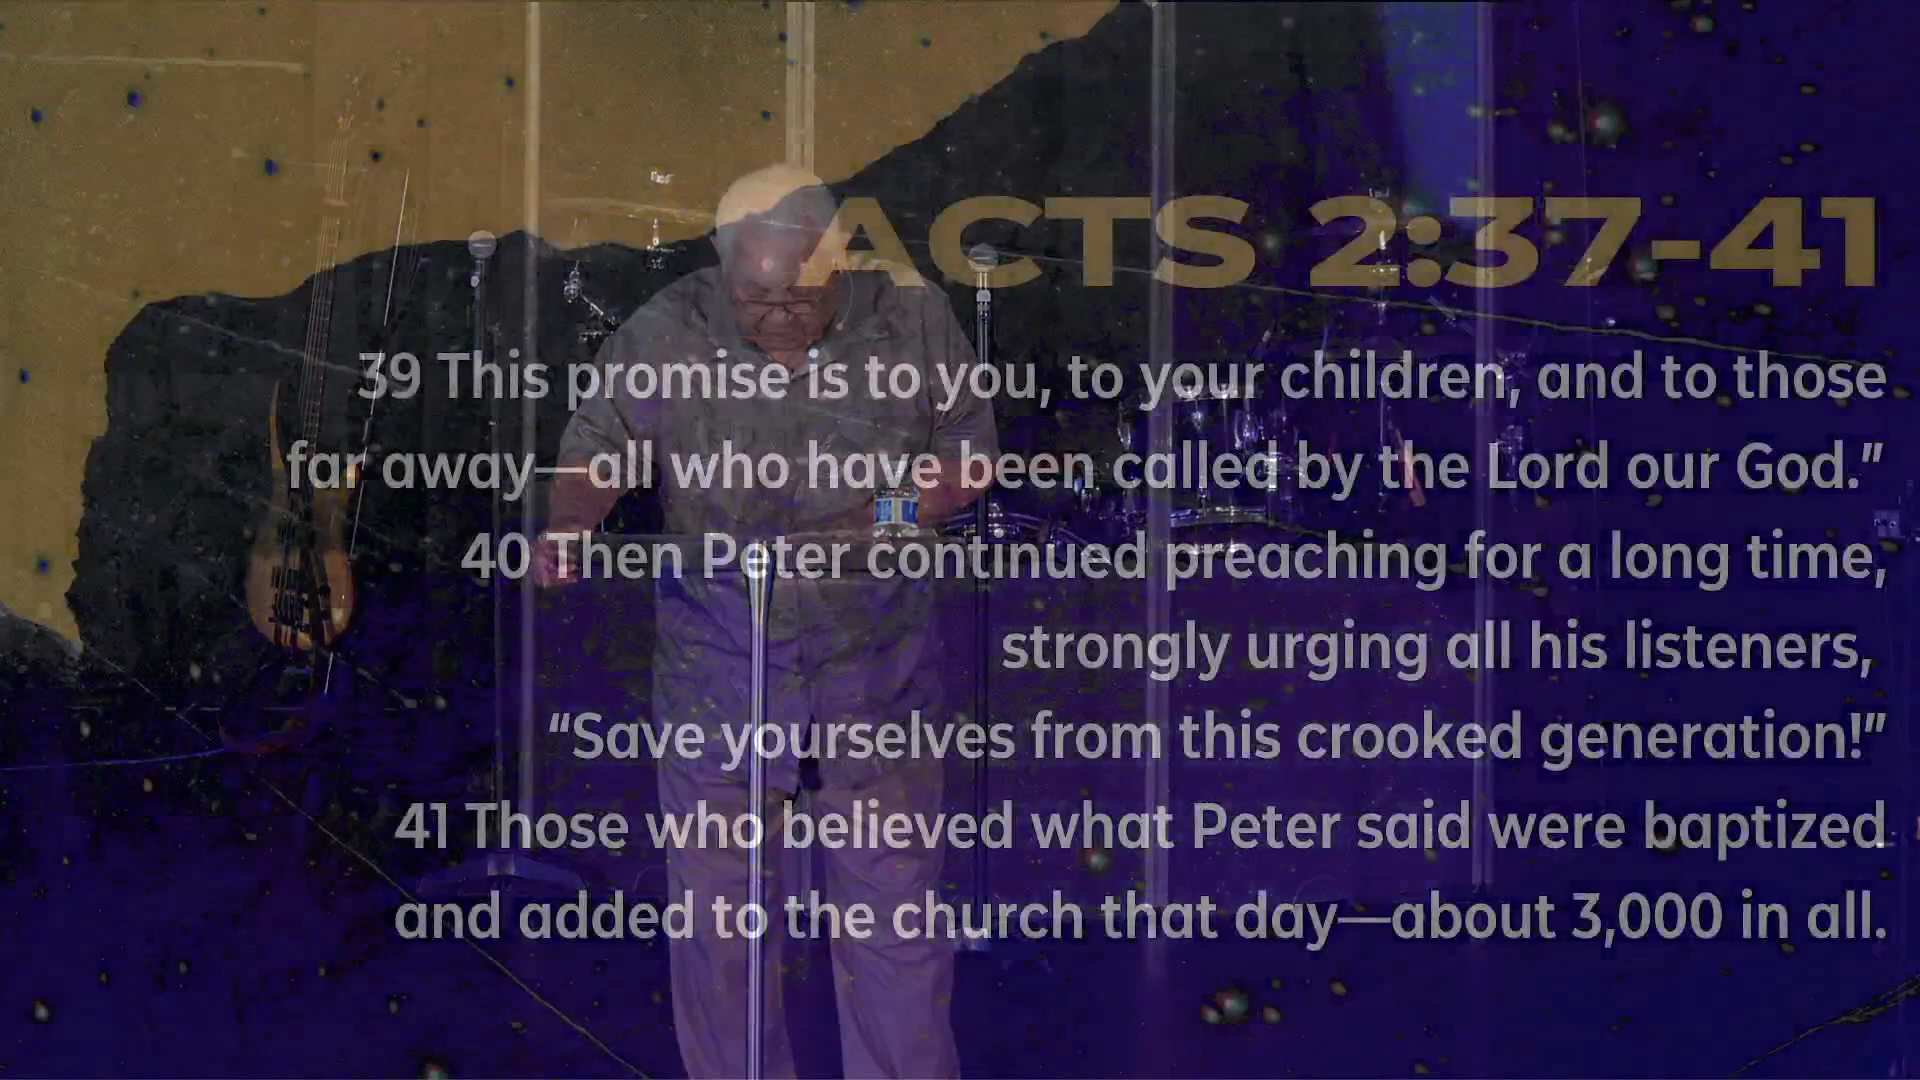 ACTS 2:37-41
39 This promise is to you, to your children, and to those
far away—all who have been called by the Lord our God.”
40 Then Peter continued preaching for a long time,
strongly urging all his listeners,
“Save yourselves from this crooked generation!”
41 Those who believed what Peter said were baptized
and added to the church that day—about 3,000 in all.